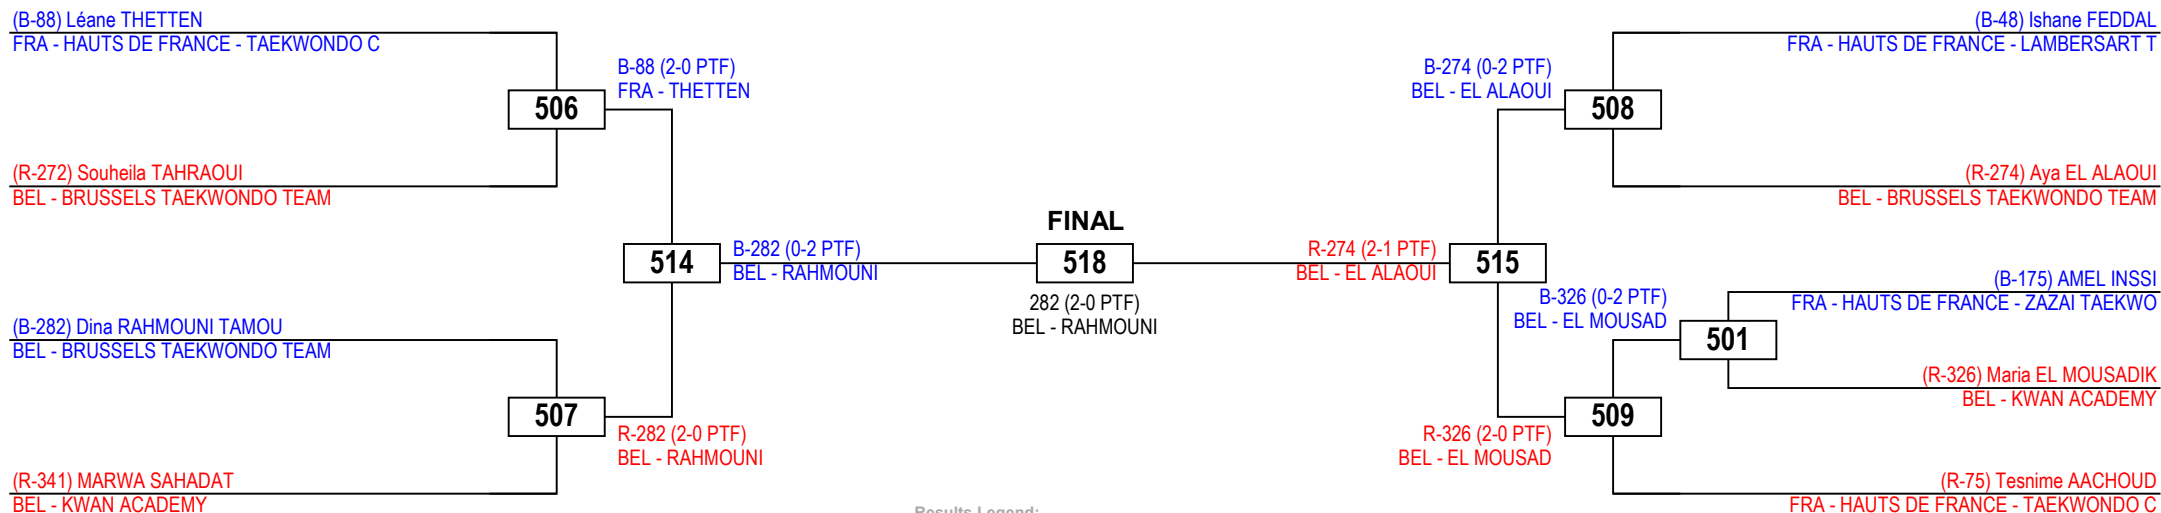 (B-88) Léane THETTEN
FRA - HAUTS DE FRANCE - TAEKWONDO C
B-88 (2-0 PTF)
FRA - THETTEN
506
(R-272) Souheila TAHRAOUI
BEL - BRUSSELS TAEKWONDO TEAM
514
B-282 (0-2 PTF)
BEL - RAHMOUNI
(B-282) Dina RAHMOUNI TAMOU
BEL - BRUSSELS TAEKWONDO TEAM
507
R-282 (2-0 PTF)
BEL - RAHMOUNI
(R-341) MARWA SAHADAT
BEL - KWAN ACADEMY
FINAL
518
282 (2-0 PTF)
BEL - RAHMOUNI
(B-48) Ishane FEDDAL
FRA - HAUTS DE FRANCE - LAMBERSART T
B-274 (0-2 PTF)
BEL - EL ALAOUI
508
(R-274) Aya EL ALAOUI
BEL - BRUSSELS TAEKWONDO TEAM
R-274 (2-1 PTF)
BEL - EL ALAOUI
515
(B-175) AMEL INSSI
FRA - HAUTS DE FRANCE - ZAZAI TAEKWO
B-326 (0-2 PTF)
BEL - EL MOUSAD
501
(R-326) Maria EL MOUSADIK
BEL - KWAN ACADEMY
509
R-326 (2-0 PTF)
BEL - EL MOUSAD
(R-75) Tesnime AACHOUD
FRA - HAUTS DE FRANCE - TAEKWONDO C
Results Legend: